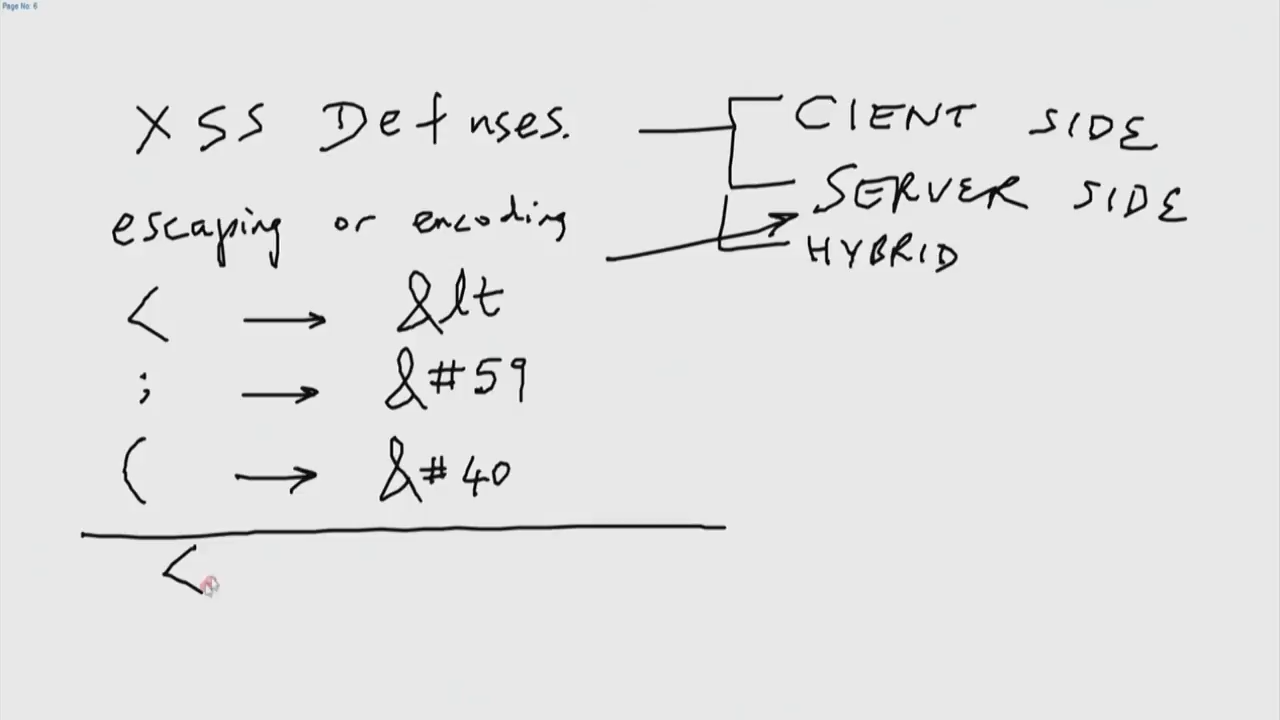 Page No: 6
XSS Defnses.
CIENT SIDE
SERVER SIDE
HYBRID
escaping or encoding
< → &lt
; → &#59
( → &#40
<